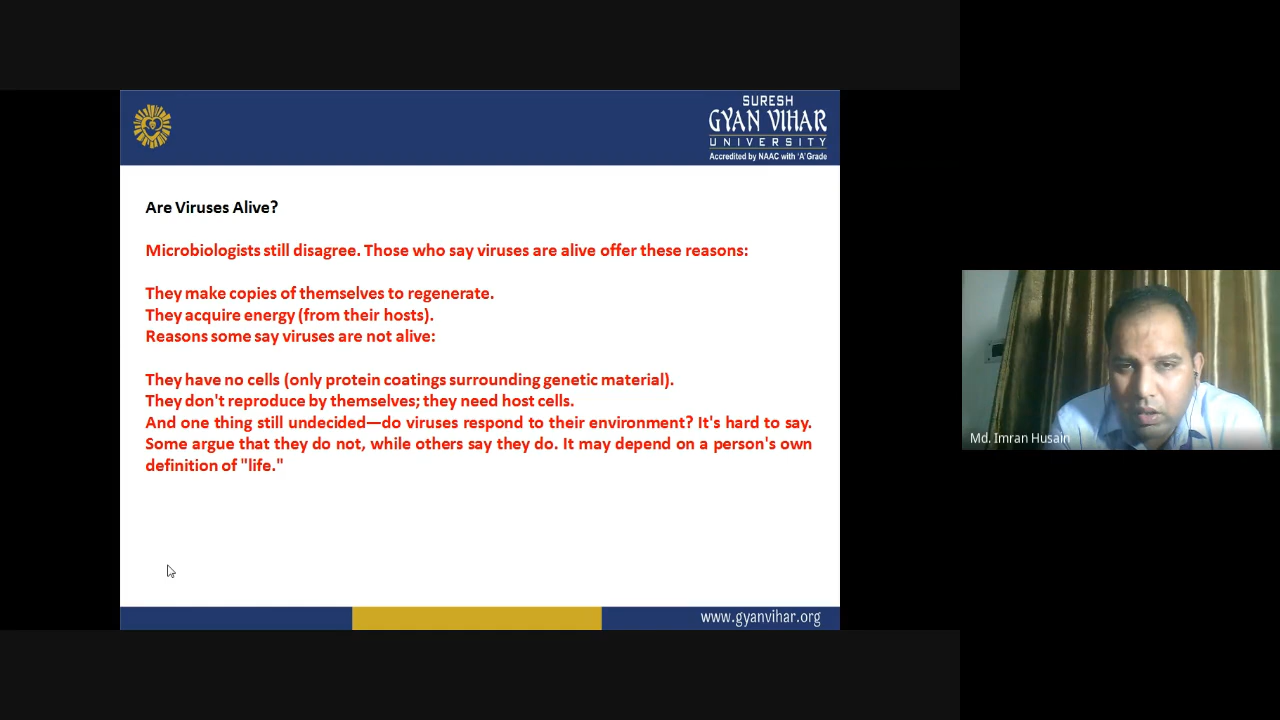 SURESH
GYAN VIHAR
UNIVERSITY
Accredited by NAAC with 'A' Grade
Are Viruses Alive?
Microbiologists still disagree. Those who say viruses are alive offer these reasons:
They make copies of themselves to regenerate.
They acquire energy (from their hosts).
Reasons some say viruses are not alive:
They have no cells (only protein coatings surrounding genetic material).
They don't reproduce by themselves; they need host cells.
And one thing still undecided—do viruses respond to their environment? It's hard to say.
Some argue that they do not, while others say they do. It may depend on a person's own
definition of "life."
www.gyanvihar.org
Md. Imran Husain